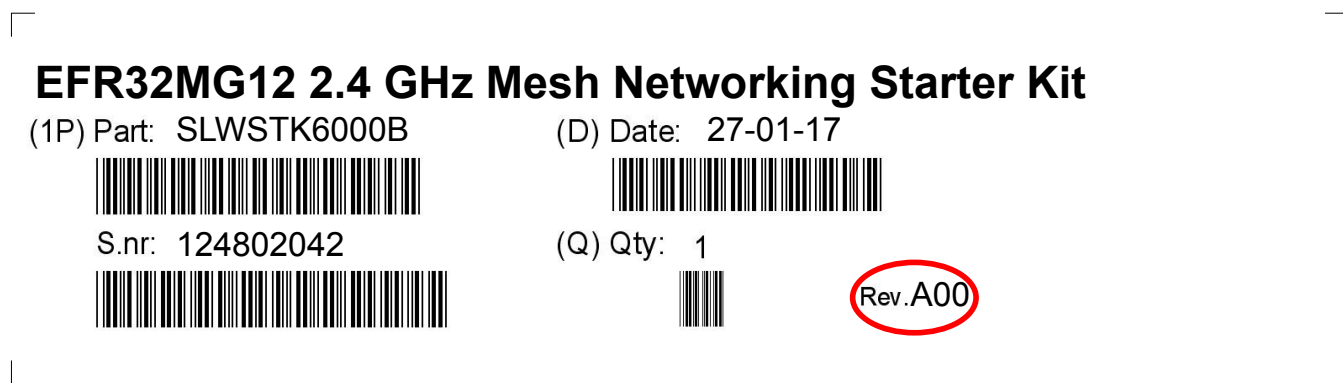 EFR32MG12 2.4 GHz Mesh Networking Starter Kit
(1P) Part: SLWSTK6000B (D) Date: 27-01-17
S.nr: 124802042 (Q) Qty: 1
Rev.A00